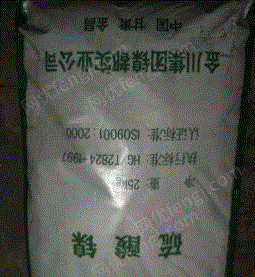 硫酸镍
净 重: 25kg
执行标准: HG/T2824-1997
认证标准: ISO9001:2000
金川集团镍都实业公司
中国 甘肃 金昌